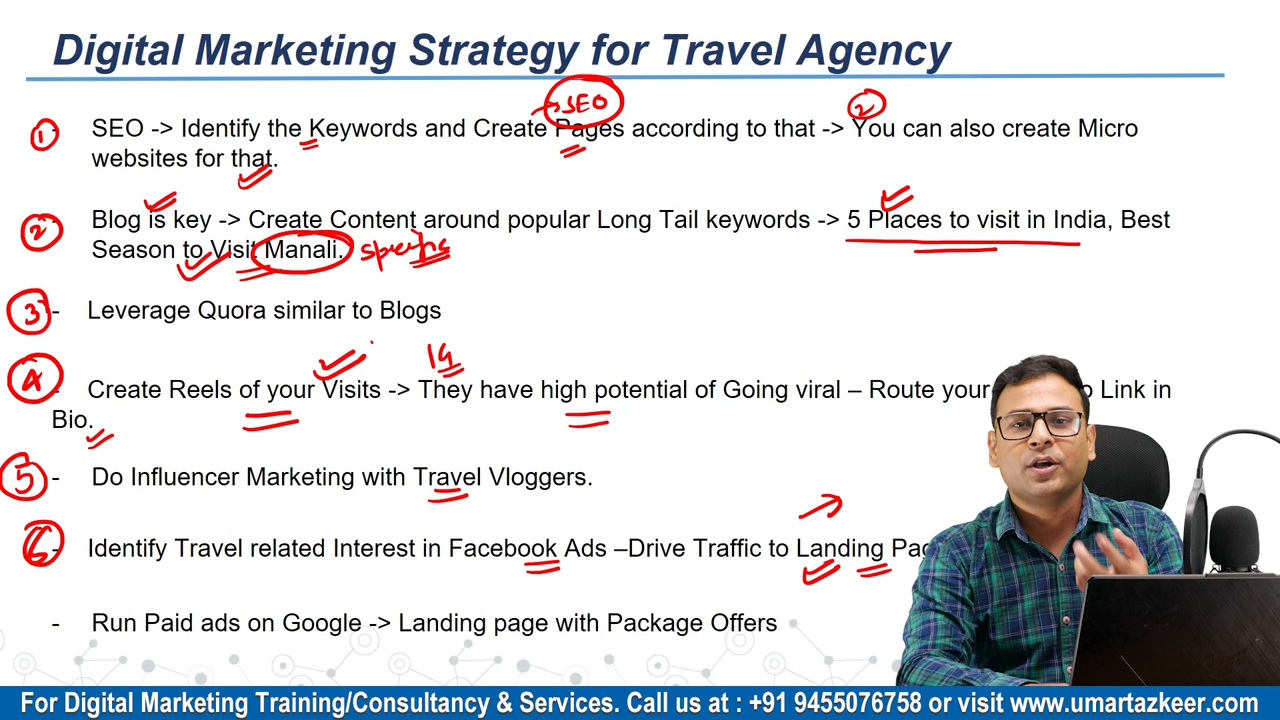 Digital Marketing Strategy for Travel Agency
→ SEO
2
1 SEO -> Identify the Keywords and Create Pages according to that -> You can also create Micro
websites for that.
2 Blog is key -> Create Content around popular Long Tail keywords -> 5 Places to visit in India, Best
Season to Visit Manali. specific
3 - Leverage Quora similar to Blogs
IG
4 - Create Reels of your Visits -> They have high potential of Going viral – Route your Link in
Bio.
5 - Do Influencer Marketing with Travel Vloggers.
6 - Identify Travel related Interest in Facebook Ads –Drive Traffic to Landing
- Run Paid ads on Google -> Landing page with Package Offers
For Digital Marketing Training/Consultancy & Services. Call us at : +91 9455076758 or visit www.umartazkeer.com